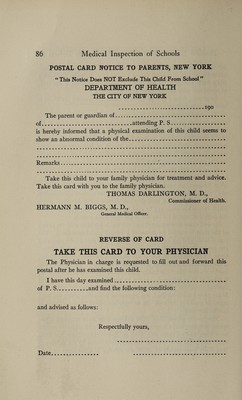 86 Medical Inspection of Schools
POSTAL CARD NOTICE TO PARENTS, NEW YORK
"This Notice Does NOT Exclude This Child From School"
DEPARTMENT OF HEALTH
THE CITY OF NEW YORK
..............................190
The parent or guardian of..............................
of..............................attending P. S..............................
is hereby informed that a physical examination of this child seems to
show an abnormal condition of the..............................
..............................
..............................
Remarks..............................
..............................
Take this child to your family physician for treatment and advice.
Take this card with you to the family physician.
THOMAS DARLINGTON, M. D.,
Commissioner of Health.
HERMANN M. BIGGS, M. D.,
General Medical Officer.
REVERSE OF CARD
TAKE THIS CARD TO YOUR PHYSICIAN
The Physician in charge is requested to fill out and forward this
postal after he has examined this child.
I have this day examined..............................
of P. S...........and find the following condition:
and advised as follows:
Respectfully yours,
..............................
Date.................. ..............................